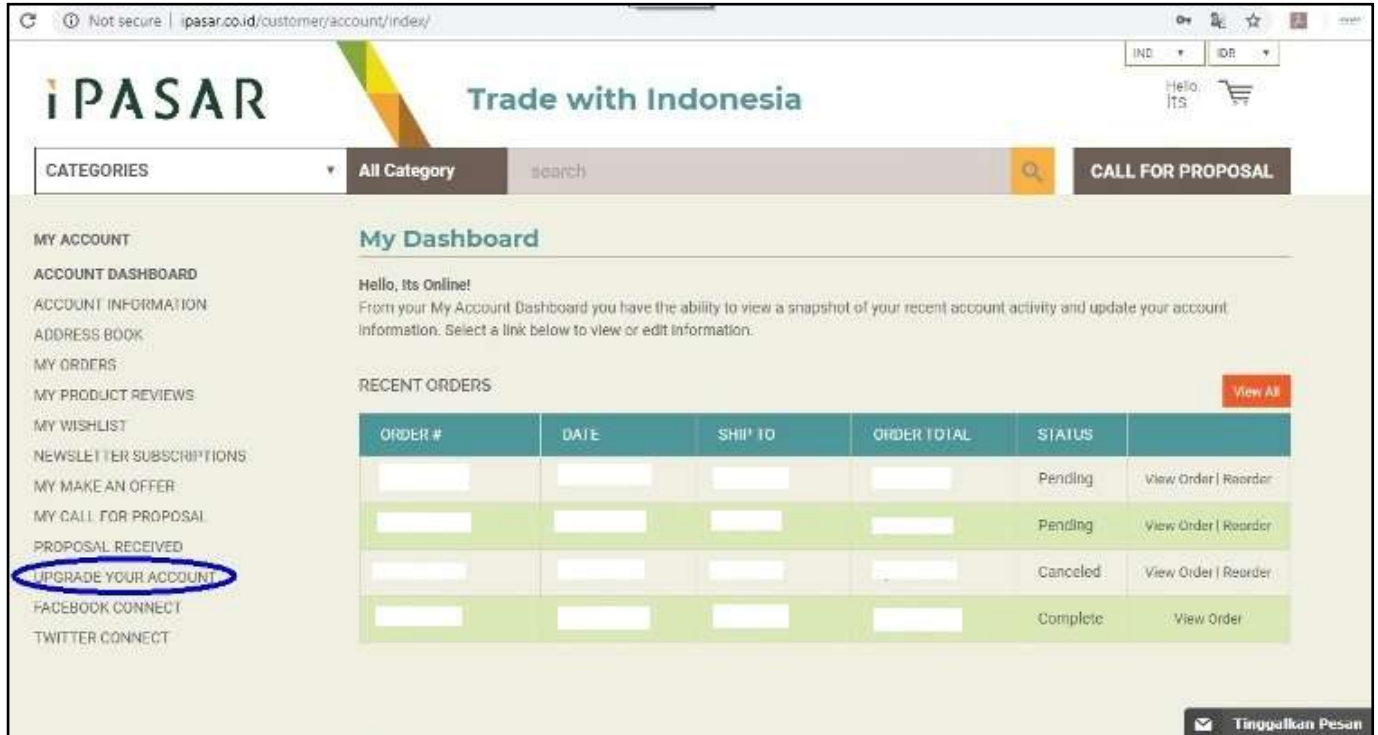 Not secure | ipasar.co.id/customer/account/index/
IND IDR
iPASAR
Trade with Indonesia
Hello,
Its
CATEGORIES
All Category
search
CALL FOR PROPOSAL
MY ACCOUNT
ACCOUNT DASHBOARD
ACCOUNT INFORMATION
ADDRESS BOOK
MY ORDERS
MY PRODUCT REVIEWS
MY WISHLIST
NEWSLETTER SUBSCRIPTIONS
MY MAKE AN OFFER
MY CALL FOR PROPOSAL
PROPOSAL RECEIVED
UPGRADE YOUR ACCOUNT
FACEBOOK CONNECT
TWITTER CONNECT
My Dashboard
Hello, Its Online!
From your My Account Dashboard you have the ability to view a snapshot of your recent account activity and update your account
information. Select a link below to view or edit information.
RECENT ORDERS
View All
ORDER # DATE SHIP TO ORDER TOTAL STATUS
Pending View Order | Reorder
Pending View Order | Reorder
Canceled View Order | Reorder
Complete View Order
Tinggalkan Pesan